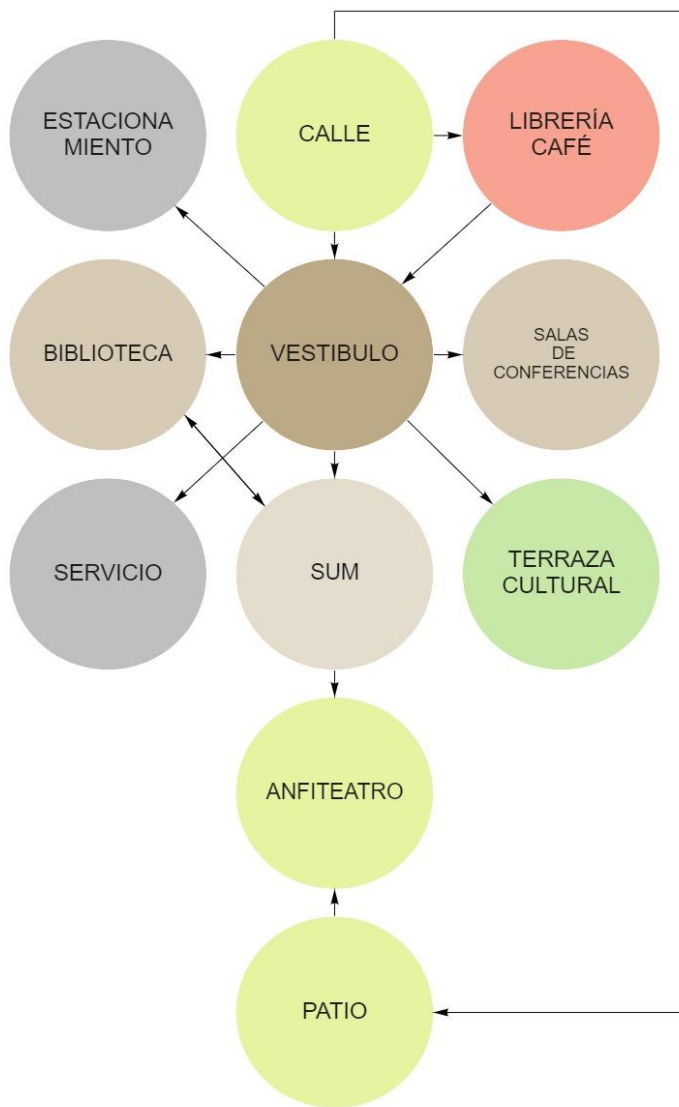 ESTACIONA
MIENTO
CALLE
LIBRERÍA
CAFÉ
BIBLIOTECA
VESTIBULO
SALAS
DE
CONFERENCIAS
SERVICIO
SUM
TERRAZA
CULTURAL
ANFITEATRO
PATIO